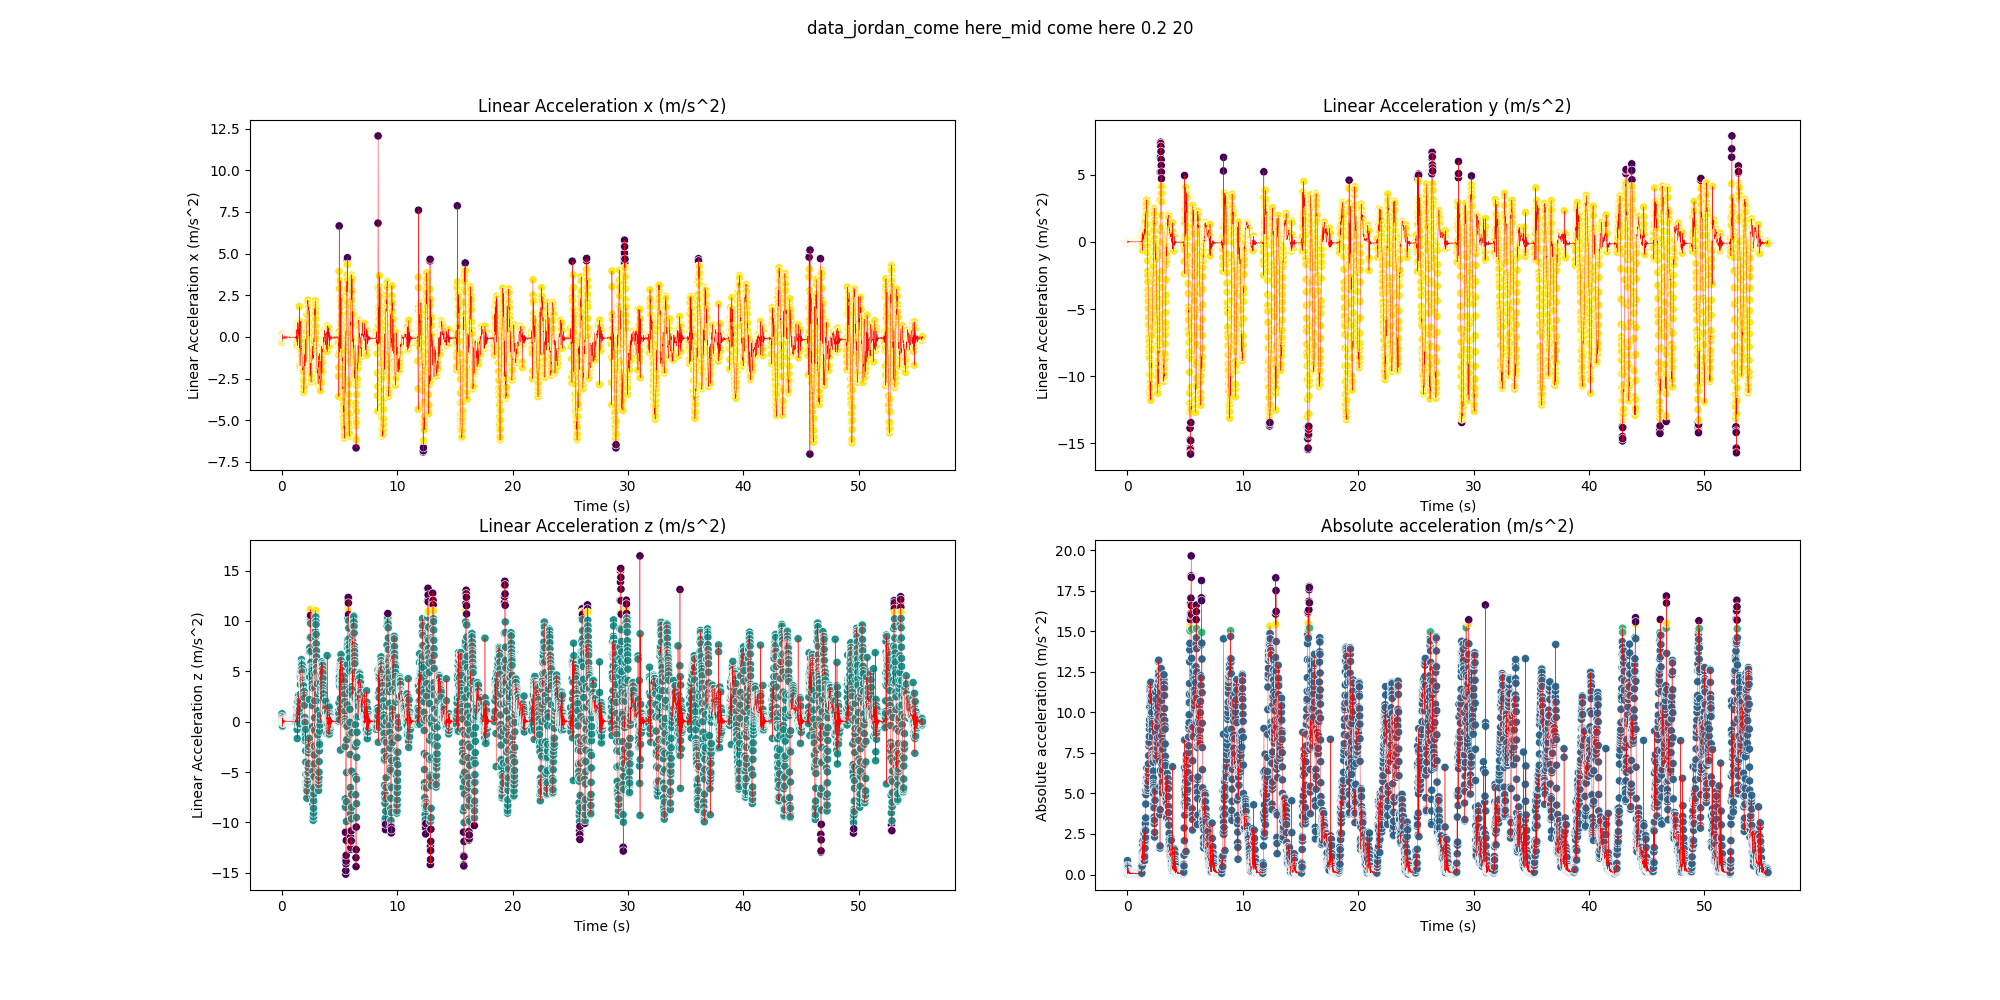 data_jordan_come here_mid come here 0.2 20
Linear Acceleration x (m/s^2)
Linear Acceleration x (m/s^2)
12.5
10.0
7.5
5.0
2.5
0.0
−2.5
−5.0
−7.5
0 10 20 30 40 50
Time (s)
Linear Acceleration y (m/s^2)
Linear Acceleration y (m/s^2)
5
0
−5
−10
−15
0 10 20 30 40 50
Time (s)
Linear Acceleration z (m/s^2)
Linear Acceleration z (m/s^2)
15
10
5
0
−5
−10
−15
0 10 20 30 40 50
Time (s)
Absolute acceleration (m/s^2)
Absolute acceleration (m/s^2)
20.0
17.5
15.0
12.5
10.0
7.5
5.0
2.5
0.0
0 10 20 30 40 50
Time (s)